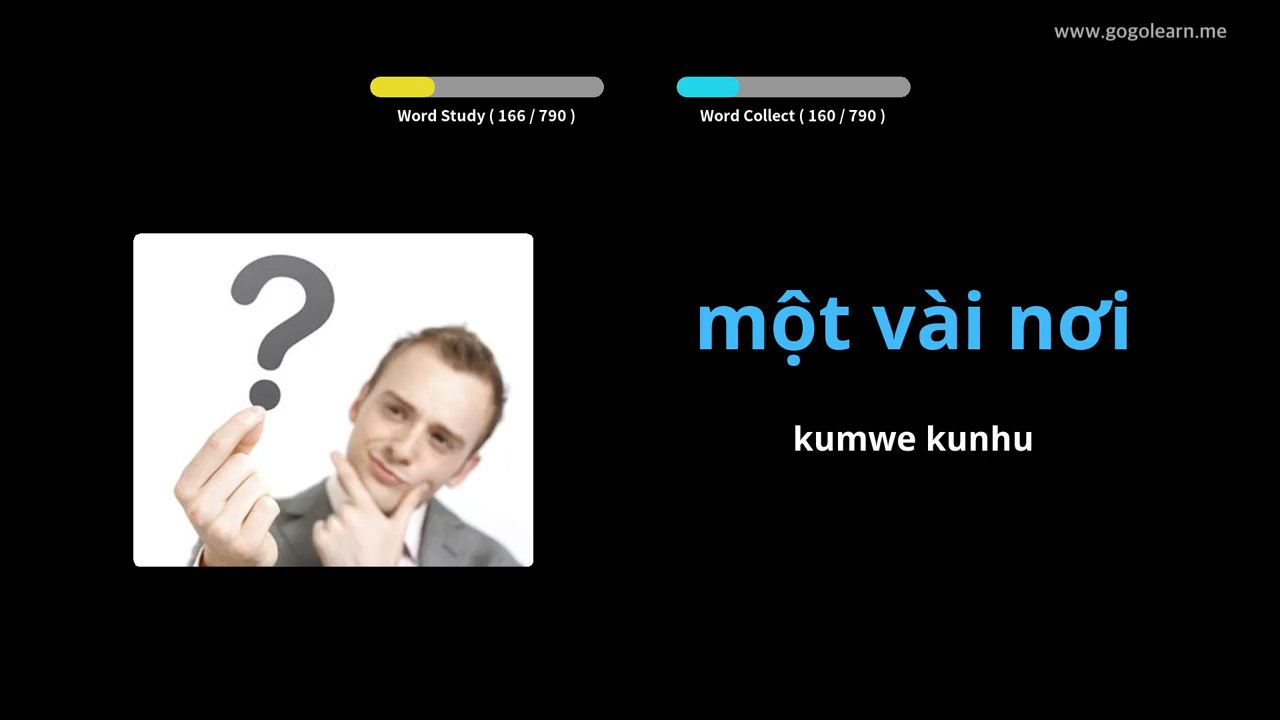 www.gogolearn.me
Word Study ( 166 / 790 )
Word Collect ( 160 / 790 )
một vài nơi
kumwe kunhu